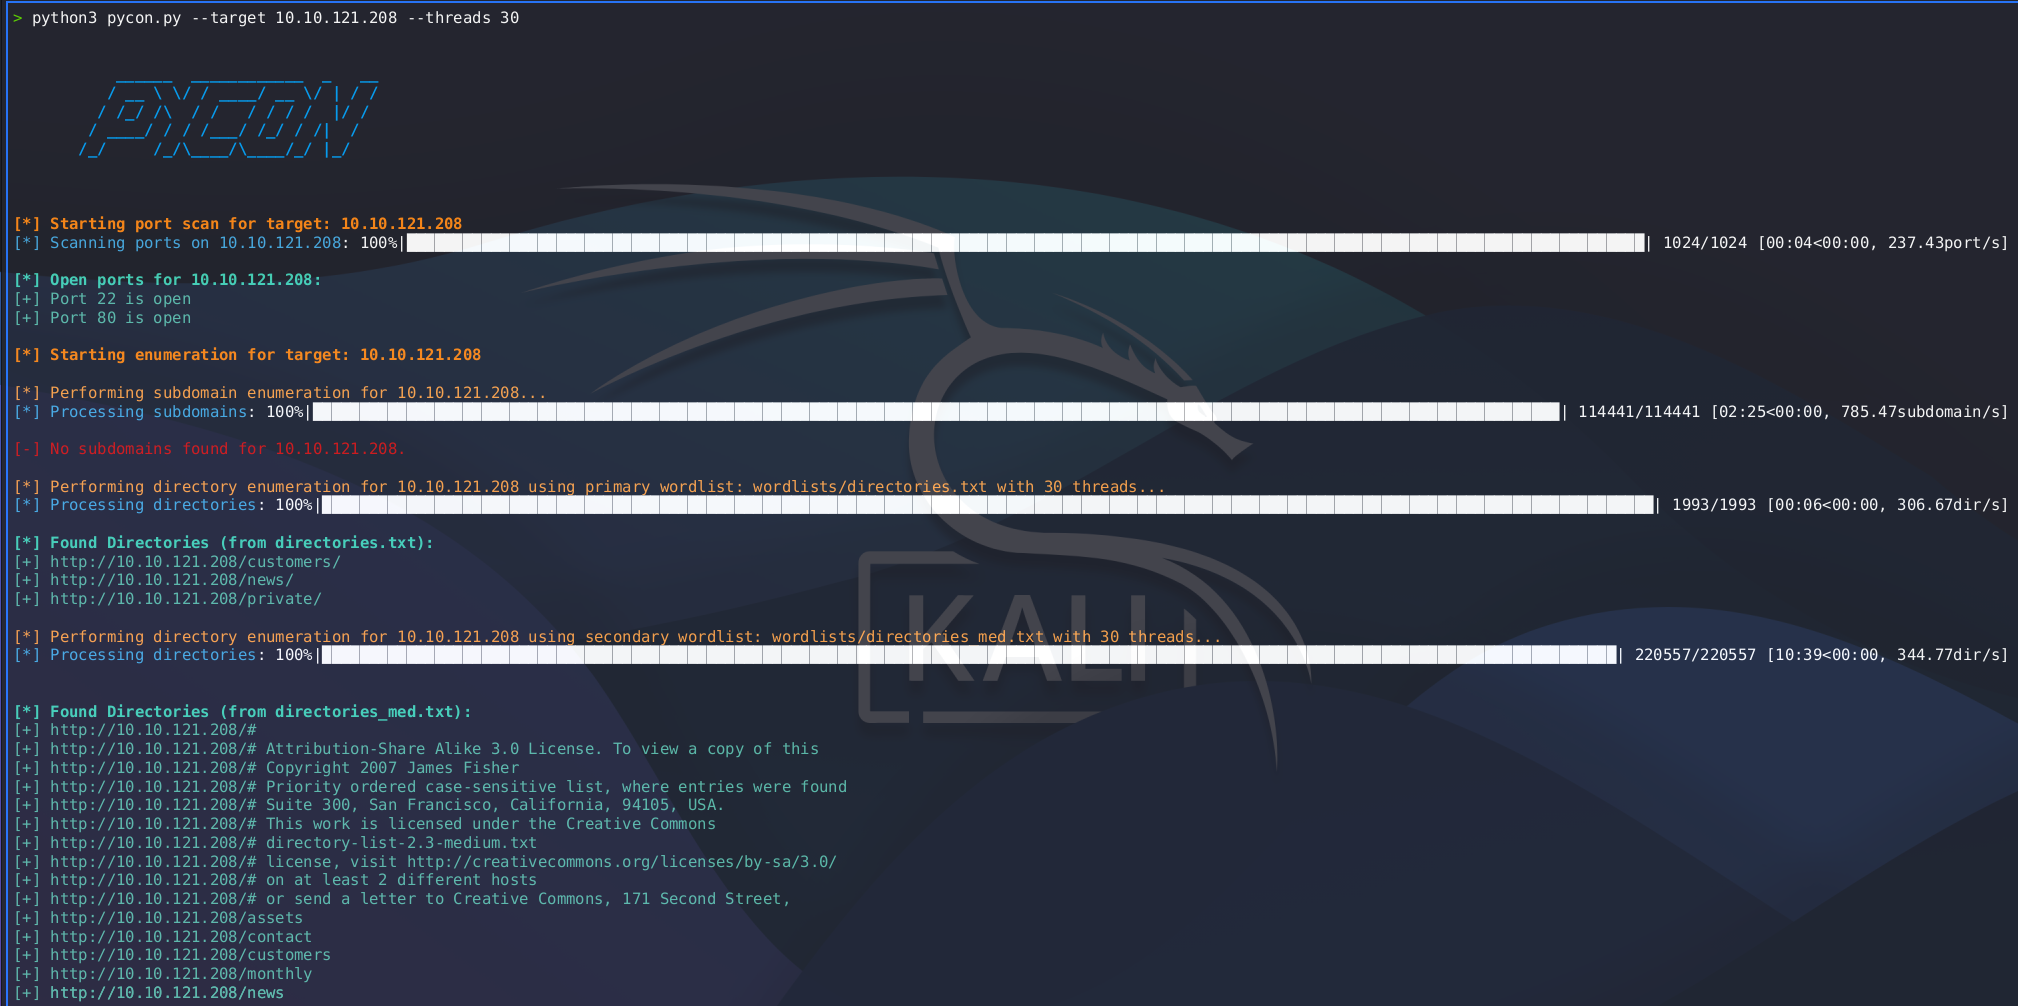 > python3 pycon.py --target 10.10.121.208 --threads 30
PYCON
[*] Starting port scan for target: 10.10.121.208
[*] Scanning ports on 10.10.121.208: 100%| | 1024/1024 [00:04<00:00, 237.43port/s]
[*] Open ports for 10.10.121.208:
[+] Port 22 is open
[+] Port 80 is open
[*] Starting enumeration for target: 10.10.121.208
[*] Performing subdomain enumeration for 10.10.121.208...
[*] Processing subdomains: 100%| | 114441/114441 [02:25<00:00, 785.47subdomain/s]
[-] No subdomains found for 10.10.121.208.
[*] Performing directory enumeration for 10.10.121.208 using primary wordlist: wordlists/directories.txt with 30 threads...
[*] Processing directories: 100%| | 1993/1993 [00:06<00:00, 306.67dir/s]
[*] Found Directories (from directories.txt):
[+] http://10.10.121.208/customers/
[+] http://10.10.121.208/news/
[+] http://10.10.121.208/private/
[*] Performing directory enumeration for 10.10.121.208 using secondary wordlist: wordlists/directories_med.txt with 30 threads...
[*] Processing directories: 100%| | 220557/220557 [10:39<00:00, 344.77dir/s]
KALI
[*] Found Directories (from directories_med.txt):
[+] http://10.10.121.208/#
[+] http://10.10.121.208/# Attribution-Share Alike 3.0 License. To view a copy of this
[+] http://10.10.121.208/# Copyright 2007 James Fisher
[+] http://10.10.121.208/# Priority ordered case-sensitive list, where entries were found
[+] http://10.10.121.208/# Suite 300, San Francisco, California, 94105, USA.
[+] http://10.10.121.208/# This work is licensed under the Creative Commons
[+] http://10.10.121.208/# directory-list-2.3-medium.txt
[+] http://10.10.121.208/# license, visit http://creativecommons.org/licenses/by-sa/3.0/
[+] http://10.10.121.208/# on at least 2 different hosts
[+] http://10.10.121.208/# or send a letter to Creative Commons, 171 Second Street,
[+] http://10.10.121.208/assets
[+] http://10.10.121.208/contact
[+] http://10.10.121.208/customers
[+] http://10.10.121.208/monthly
[+] http://10.10.121.208/news